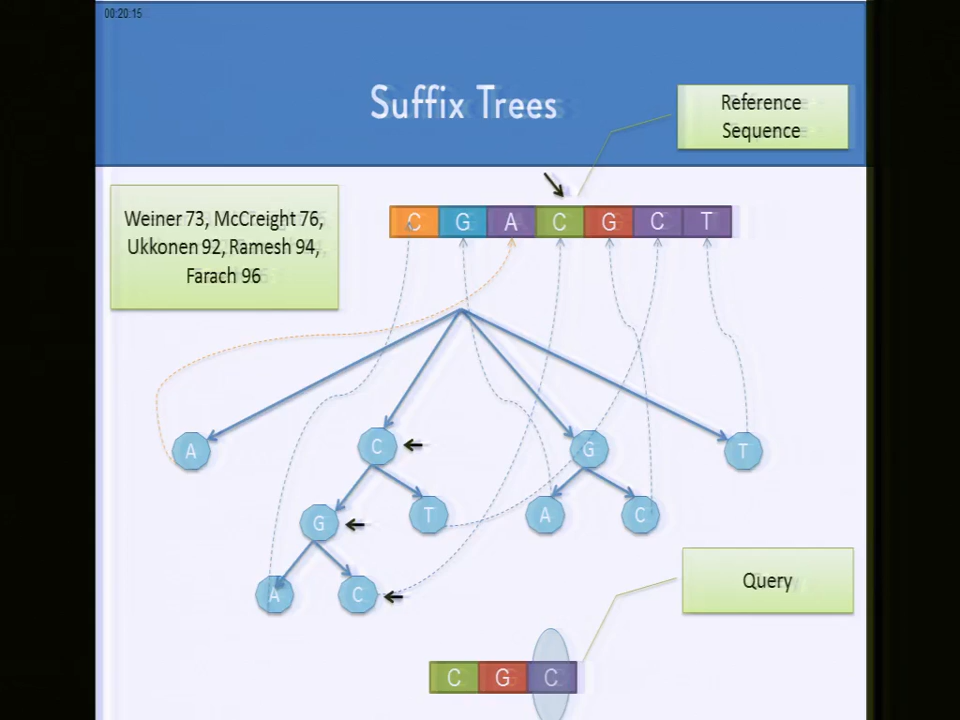 00:20:15
Suffix Trees
Reference
Sequence
Weiner 73, McCreight 76,
Ukkonen 92, Ramesh 94,
Farach 96
C G A C G C T
A
C
G
T
G
T
A
C
A
C
Query
C G C